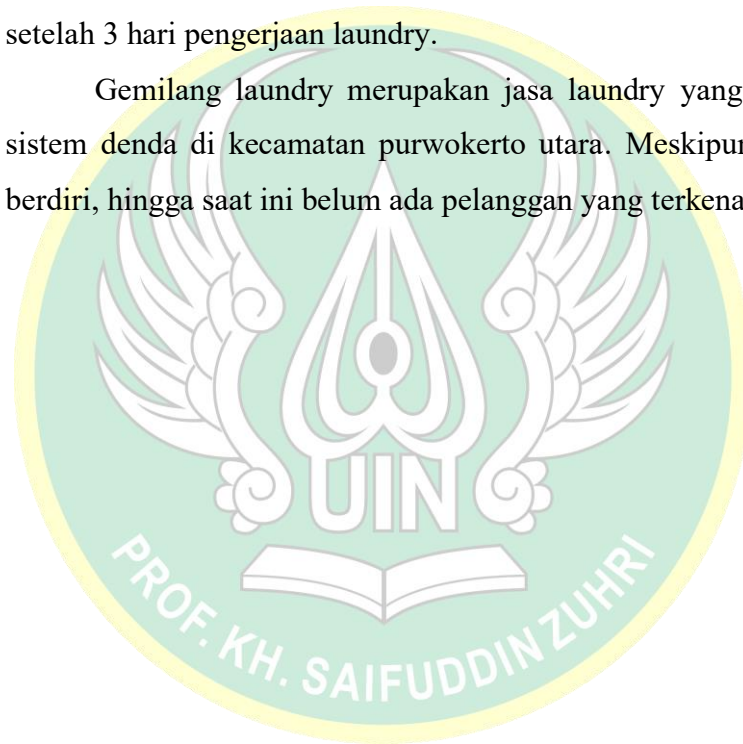 setelah 3 hari pengerjaan laundry.
Gemilang laundry merupakan jasa laundry yang
sistem denda di kecamatan purwokerto utara. Meskipun
berdiri, hingga saat ini belum ada pelanggan yang terkena
UIN
PROF. KH. SAIFUDDIN ZUHRI